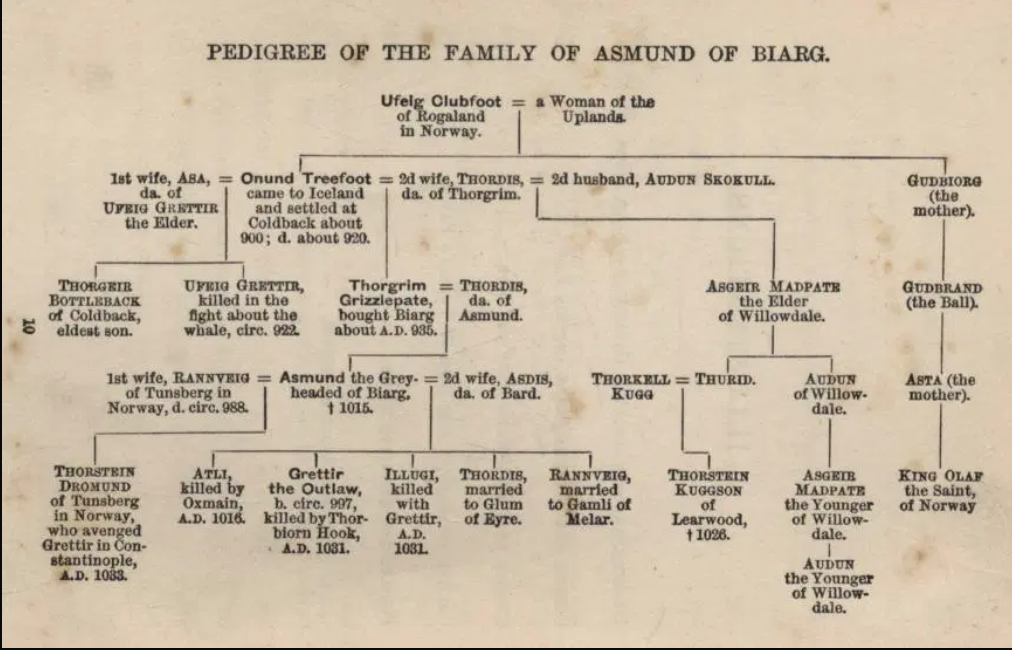 PEDIGREE OF THE FAMILY OF ASMUND OF BIARG.
Ufeig Clubfoot = a Woman of the
of Rogaland Uplands.
in Norway.
1st wife, ASA, = Onund Treefoot = 2d wife, THORDIS, = 2d husband, AUDUN SKOKULL.
da. of came to Iceland da. of Thorgrim.
UFEIG GRETTIR and settled at
the Elder. Coldback about
900; d. about 920.
GUDBIORG
(the
mother).
THORGEIR
BOTTLEBACK
of Coldback,
eldest son.
UFEIG GRETTIR,
killed in the
fight about the
whale, circ. 922.
Thorgrim = THORDIS,
Grizzlepate, da. of
bought Biarg Asmund.
about A.D. 935.
ASGEIR MADPATE
the Elder
of Willowdale.
GUDBRAND
(the Ball).
19
1st wife, RANNVEIG = Asmund the Grey- = 2d wife, ASDIS,
of Tunsberg in headed of Biarg, da. of Bard.
Norway, d. circ. 988. † 1015.
THORKELL = THURID.
KUGG
AUDUN
of Willow-
dale.
ASTA (the
mother).
THORSTEIN
DROMUND
of Tunsberg
in Norway,
who avenged
Grettir in Con-
stantinople,
A.D. 1033.
ATLI,
killed by
Oxmain,
A.D. 1016.
Grettir
the Outlaw,
b. circ. 997,
killed by Thor-
biorn Hook,
A.D. 1031.
ILLUGI,
killed
with
Grettir,
A.D.
1031.
THORDIS,
married
to Glum
of Eyre.
RANNVEIG,
married
to Gamli of
Melar.
THORSTEIN
KUGGSON
of
Learwood,
† 1026.
ASGEIR
MADPATE
the Younger
of Willow-
dale.
AUDUN
the Younger
of Willow-
dale.
KING OLAF
the Saint,
of Norway